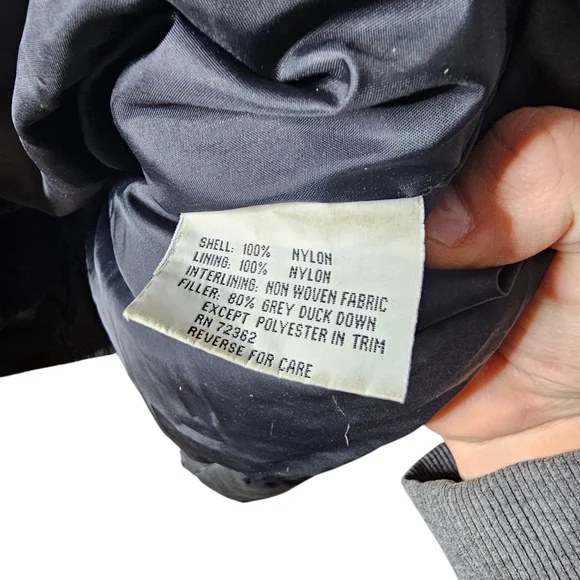 SHELL: 100% NYLON
LINING: 100% NYLON
INTERLINING: NON WOVEN FABRIC
FILLER: 80% GREY DUCK DOWN
EXCEPT POLYESTER IN TRIM
RN 72362
REVERSE FOR CARE